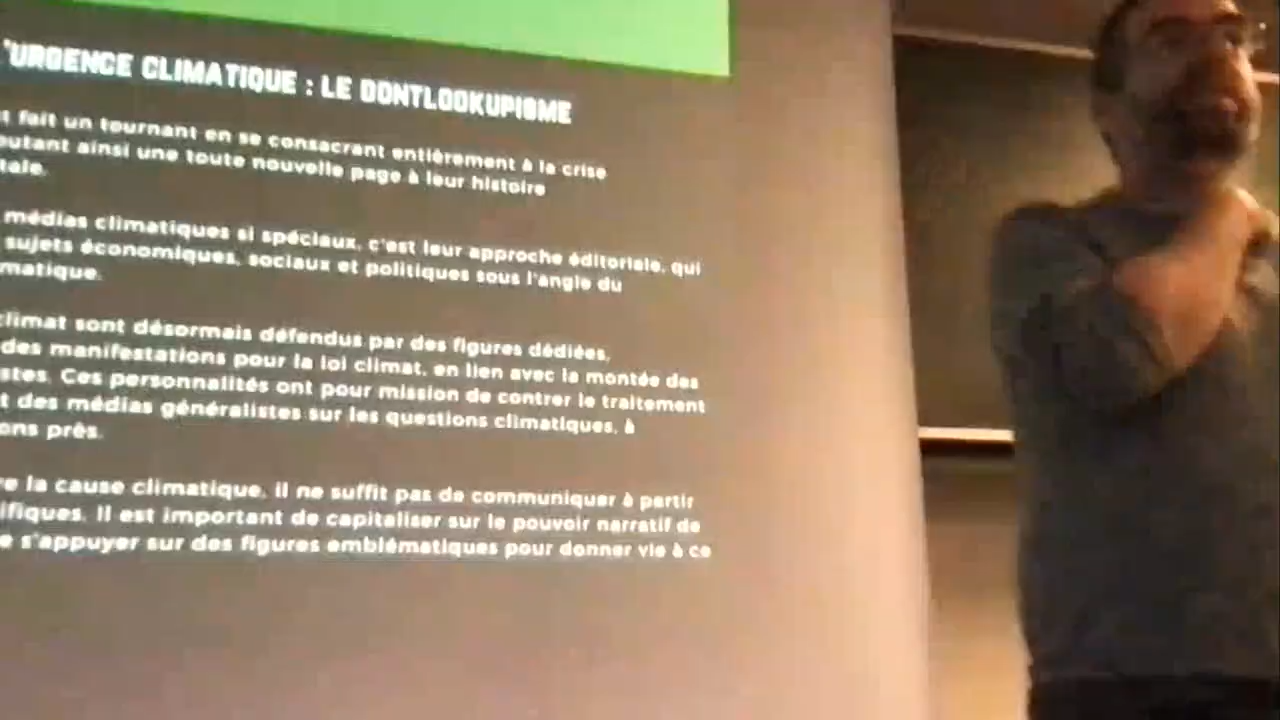 'URGENCE CLIMATIQUE : LE DONTLOOKUPISME
t fait un tournant en se consacrant entièrement à la crise
outant ainsi une toute nouvelle page à leur histoire
tale.
médias climatiques si spéciaux, c'est leur approche éditoriale, qui
sujets économiques, sociaux et politiques sous l'angle du
matique.
climat sont désormais défendus par des figures dédiées,
des manifestations pour la loi climat, en lien avec la montée des
stes. Ces personnalités ont pour mission de contrer le traitement
t des médias généralistes sur les questions climatiques, à
ons près.
re la cause climatique, il ne suffit pas de communiquer à partir
ifiques. Il est important de capitaliser sur le pouvoir narratif de
e s'appuyer sur des figures emblématiques pour donner vie à ce